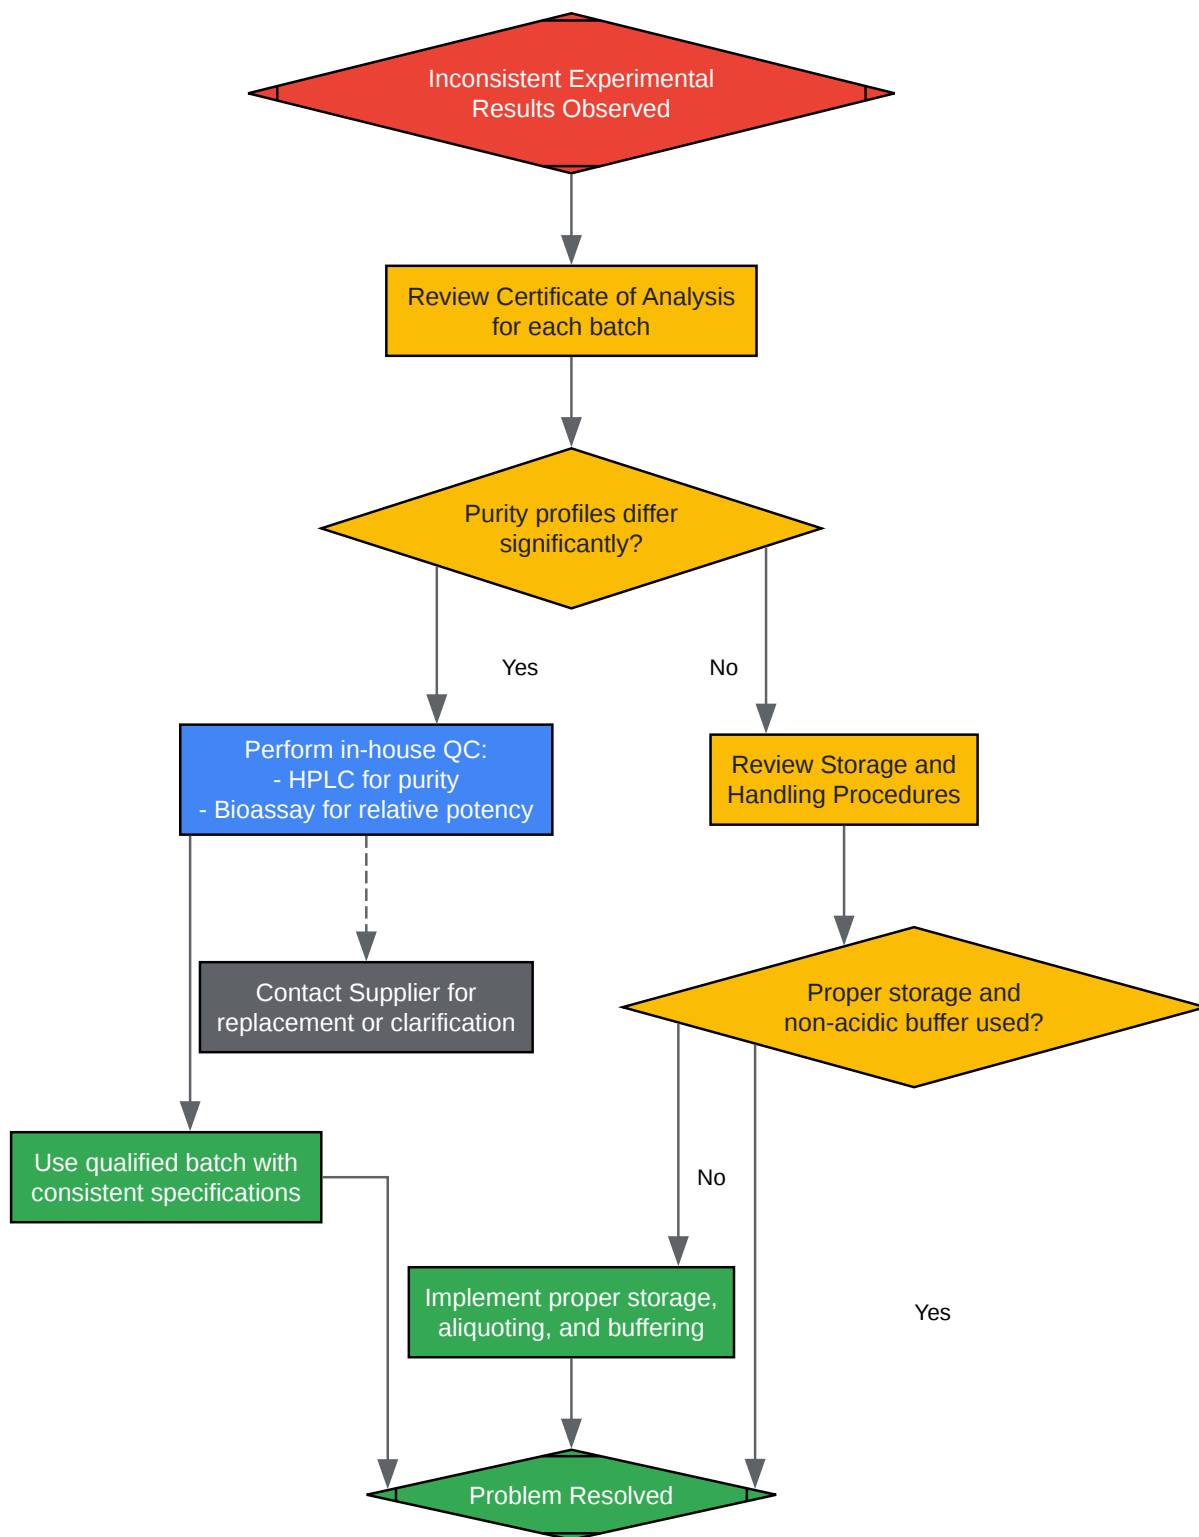 Inconsistent Experimental
Results Observed
Review Certificate of Analysis
for each batch
Purity profiles differ
significantly?
Yes
No
Perform in-house QC:
- HPLC for purity
- Bioassay for relative potency
Review Storage and
Handling Procedures
Contact Supplier for
replacement or clarification
Proper storage and
non-acidic buffer used?
Use qualified batch with
consistent specifications
No
Implement proper storage,
aliquoting, and buffering
Yes
Problem Resolved